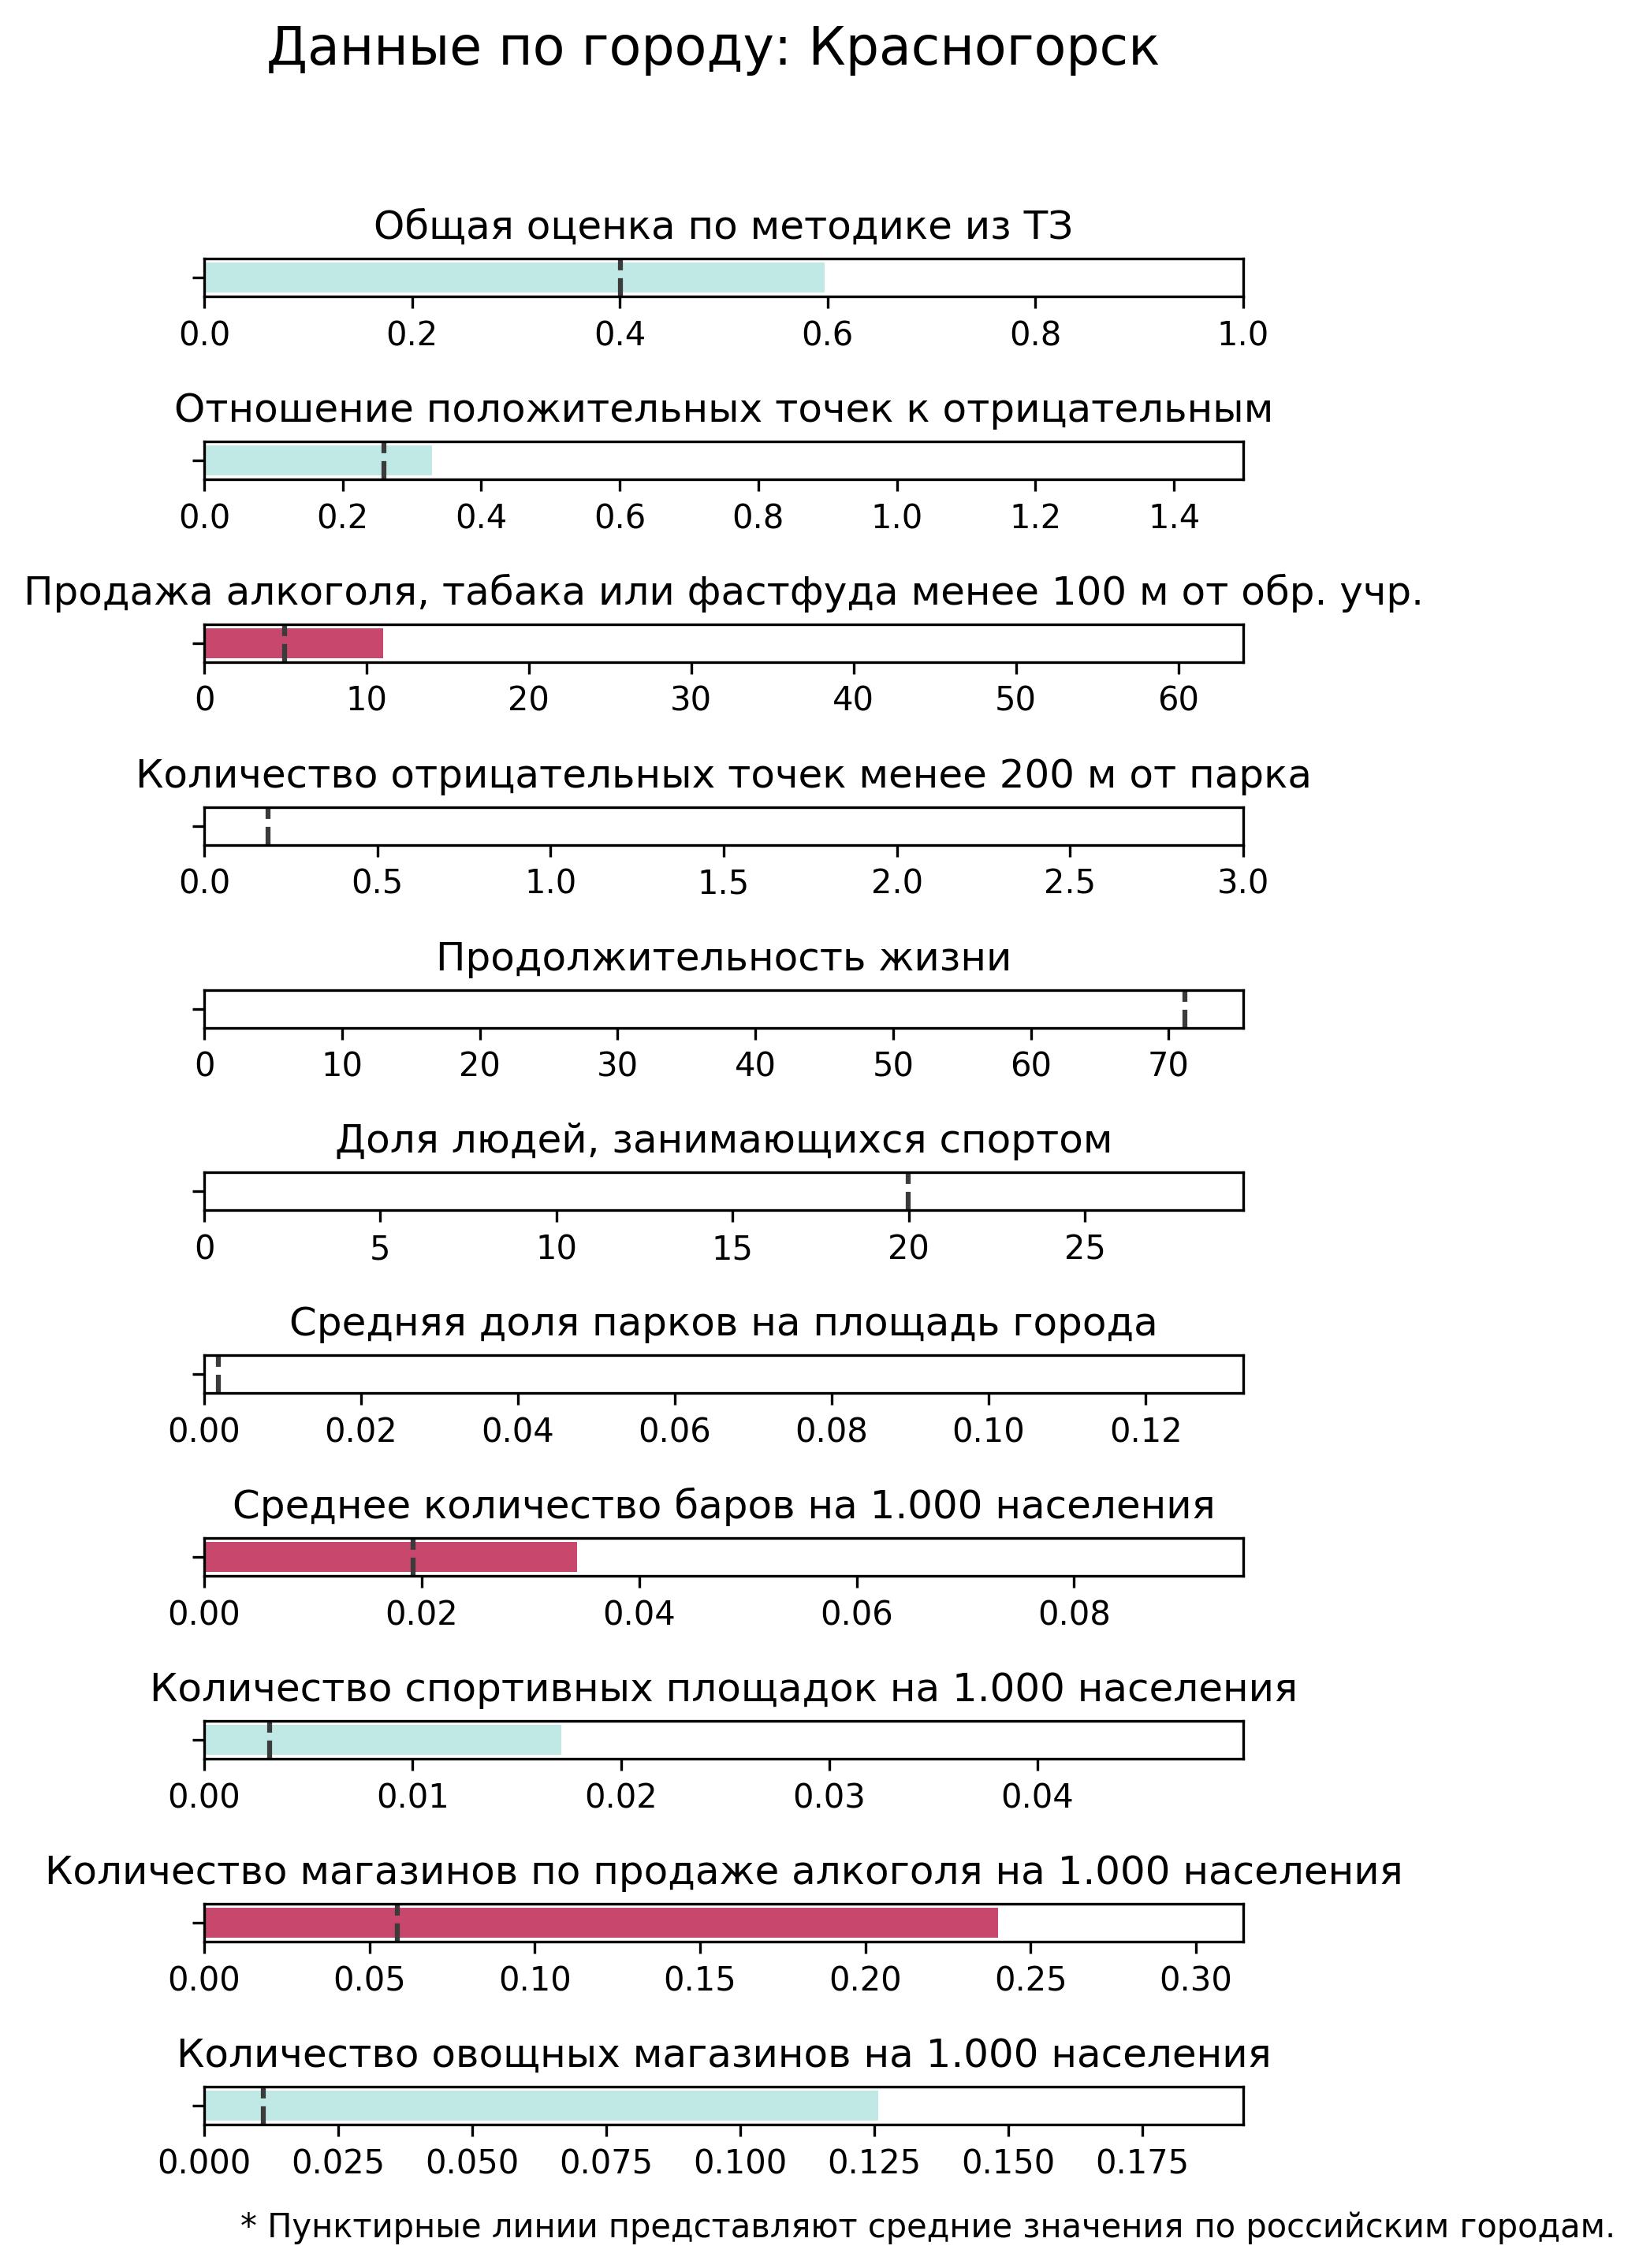 Данные по городу: Красногорск
Общая оценка по методике из ТЗ
0.0 0.2 0.4 0.6 0.8 1.0
Отношение положительных точек к отрицательным
0.0 0.2 0.4 0.6 0.8 1.0 1.2 1.4
Продажа алкоголя, табака или фастфуда менее 100 м от обр. учр.
0 10 20 30 40 50 60
Количество отрицательных точек менее 200 м от парка
0.0 0.5 1.0 1.5 2.0 2.5 3.0
Продолжительность жизни
0 10 20 30 40 50 60 70
Доля людей, занимающихся спортом
0 5 10 15 20 25
Средняя доля парков на площадь города
0.00 0.02 0.04 0.06 0.08 0.10 0.12
Среднее количество баров на 1.000 населения
0.00 0.02 0.04 0.06 0.08
Количество спортивных площадок на 1.000 населения
0.00 0.01 0.02 0.03 0.04
Количество магазинов по продаже алкоголя на 1.000 населения
0.00 0.05 0.10 0.15 0.20 0.25 0.30
Количество овощных магазинов на 1.000 населения
0.000 0.025 0.050 0.075 0.100 0.125 0.150 0.175
* Пунктирные линии представляют средние значения по российским городам.